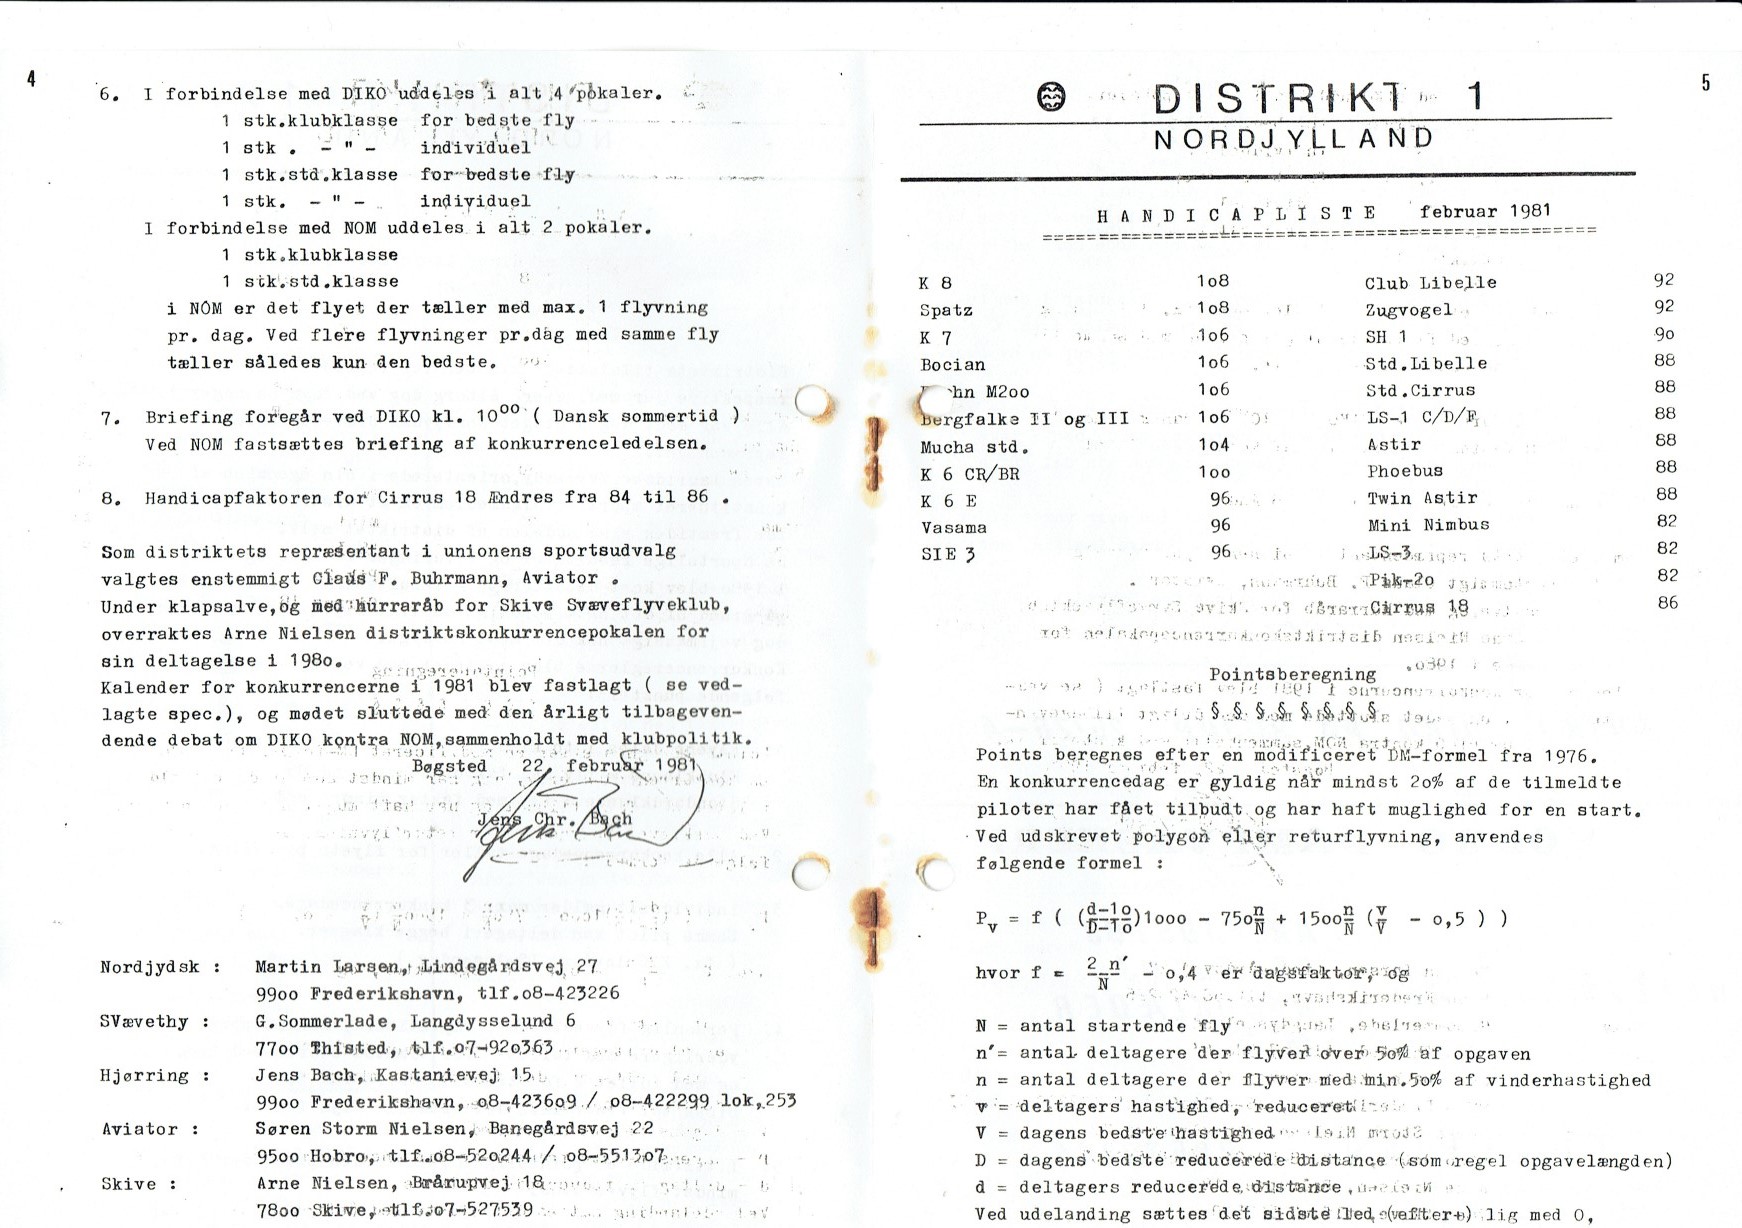 4
6. I forbindelse med DIKO uddeles i alt 4 pokaler.
1 stk.klubklasse for bedste fly
1 stk . - " - individuel
1 stk.std.klasse for bedste fly
1 stk. - " - individuel
I forbindelse med NOM uddeles i alt 2 pokaler.
1 stk.klubklasse
1 stk.std.klasse
i NOM er det flyet der tæller med max. 1 flyvning
pr. dag. Ved flere flyvninger pr.dag med samme fly
tæller således kun den bedste.
7. Briefing foregår ved DIKO kl. 10oo ( Dansk sommertid )
Ved NOM fastsættes briefing af konkurrenceledelsen.
8. Handicapfaktoren for Cirrus 18 Ændres fra 84 til 86 .
Som distriktets repræsentant i unionens sportsudvalg
valgtes enstemmigt Claus F. Buhrmann, Aviator .
Under klapsalve,og med hurraråb for Skive Svæveflyveklub,
overraktes Arne Nielsen distriktskonkurrencepokalen for
sin deltagelse i 198o.
Kalender for konkurrencerne i 1981 blev fastlagt ( se ved-
lagte spec.), og mødet sluttede med den årligt tilbageven-
dende debat om DIKO kontra NOM,sammenholdt med klubpolitik.
Bøgsted 22. februar 1981
Jens Chr. Bach
Nordjydsk : Martin Larsen, Lindegårdsvej 27
99oo Frederikshavn, tlf.o8-423226
SVævethy : G.Sommerlade, Langdysselund 6
77oo Thisted, tlf.o7-92o363
Hjørring : Jens Bach, Kastanievej 15
99oo Frederikshavn, o8-4236o9 / o8-422299 lok,253
Aviator : Søren Storm Nielsen, Banegårdsvej 22
95oo Hobro, tlf.o8-52o244 / o8-5513o7
Skive : Arne Nielsen, Brårupvej 18
78oo Skive, tlf.o7-527539
5
DISTRIKT 1
NORDJYLLAND
HANDICAPLISTE februar 1981
K 8 1o8 Club Libelle 92
Spatz 1o8 Zugvogel 92
K 7 1o6 SH 1 9o
Bocian 1o6 Std.Libelle 88
hn M2oo 1o6 Std.Cirrus 88
Bergfalke II og III 1o6 LS-1 C/D/F 88
Mucha std. 1o4 Astir 88
K 6 CR/BR 1oo Phoebus 88
K 6 E 96 Twin Astir 88
Vasama 96 Mini Nimbus 82
SIE 3 96 LS-3 82
Pik-2o 82
Cirrus 18 86
Pointsberegning
§ § § § § § § §
Points beregnes efter en modificeret DM-formel fra 1976.
En konkurrencedag er gyldig når mindst 2o% af de tilmeldte
piloter har fået tilbudt og har haft muglighed for en start.
Ved udskrevet polygon eller returflyvning, anvendes
følgende formel :
Pv = f ( (d-1o/D-1o)1ooo - 75o n/N + 15oo n/N (v/V - o,5 ) )
hvor f = 2 n'/N - o,4 er dagsfaktor, og
N = antal startende fly
n'= antal deltagere der flyver over 5o% af opgaven
n = antal deltagere der flyver med min.5o% af vinderhastighed
v = deltagers hastighed, reduceret
V = dagens bedste hastighed
D = dagens bedste reducerede distance (som regel opgavelængden)
d = deltagers reducerede distance
Ved udelanding sættes det sidste led (efter+) lig med O,